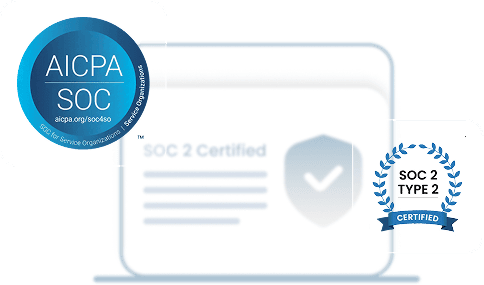 AICPA
SOC
aicpa.org/soc4so
SOC for Service Organizations | Service Organizations
™
SOC 2 Certified
SOC 2
TYPE 2
CERTIFIED